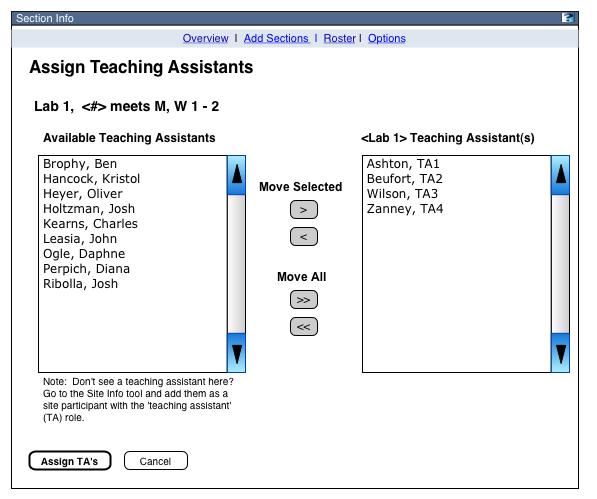 Section Info
Overview | Add Sections | Roster | Options
Assign Teaching Assistants
Lab 1, <#> meets M, W 1 - 2
Available Teaching Assistants
Brophy, Ben
Hancock, Kristol
Heyer, Oliver
Holtzman, Josh
Kearns, Charles
Leasia, John
Ogle, Daphne
Perpich, Diana
Ribolla, Josh
Note: Don't see a teaching assistant here?
Go to the Site Info tool and add them as a
site participant with the 'teaching assistant'
(TA) role.
Move Selected
>
<
Move All
>>
<<
<Lab 1> Teaching Assistant(s)
Ashton, TA1
Beufort, TA2
Wilson, TA3
Zanney, TA4
Assign TA's
Cancel